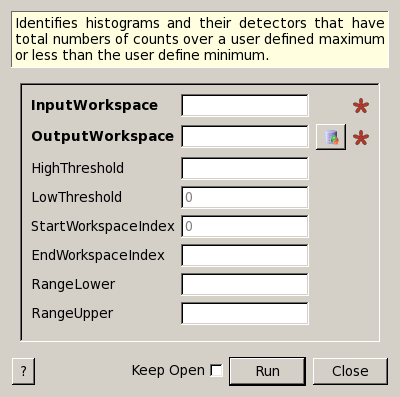 Identifies histograms and their detectors that have
total numbers of counts over a user defined maximum
or less than the user define minimum.
InputWorkspace
OutputWorkspace
HighThreshold
LowThreshold 0
StartWorkspaceIndex 0
EndWorkspaceIndex
RangeLower
RangeUpper
? Keep Open Run Close